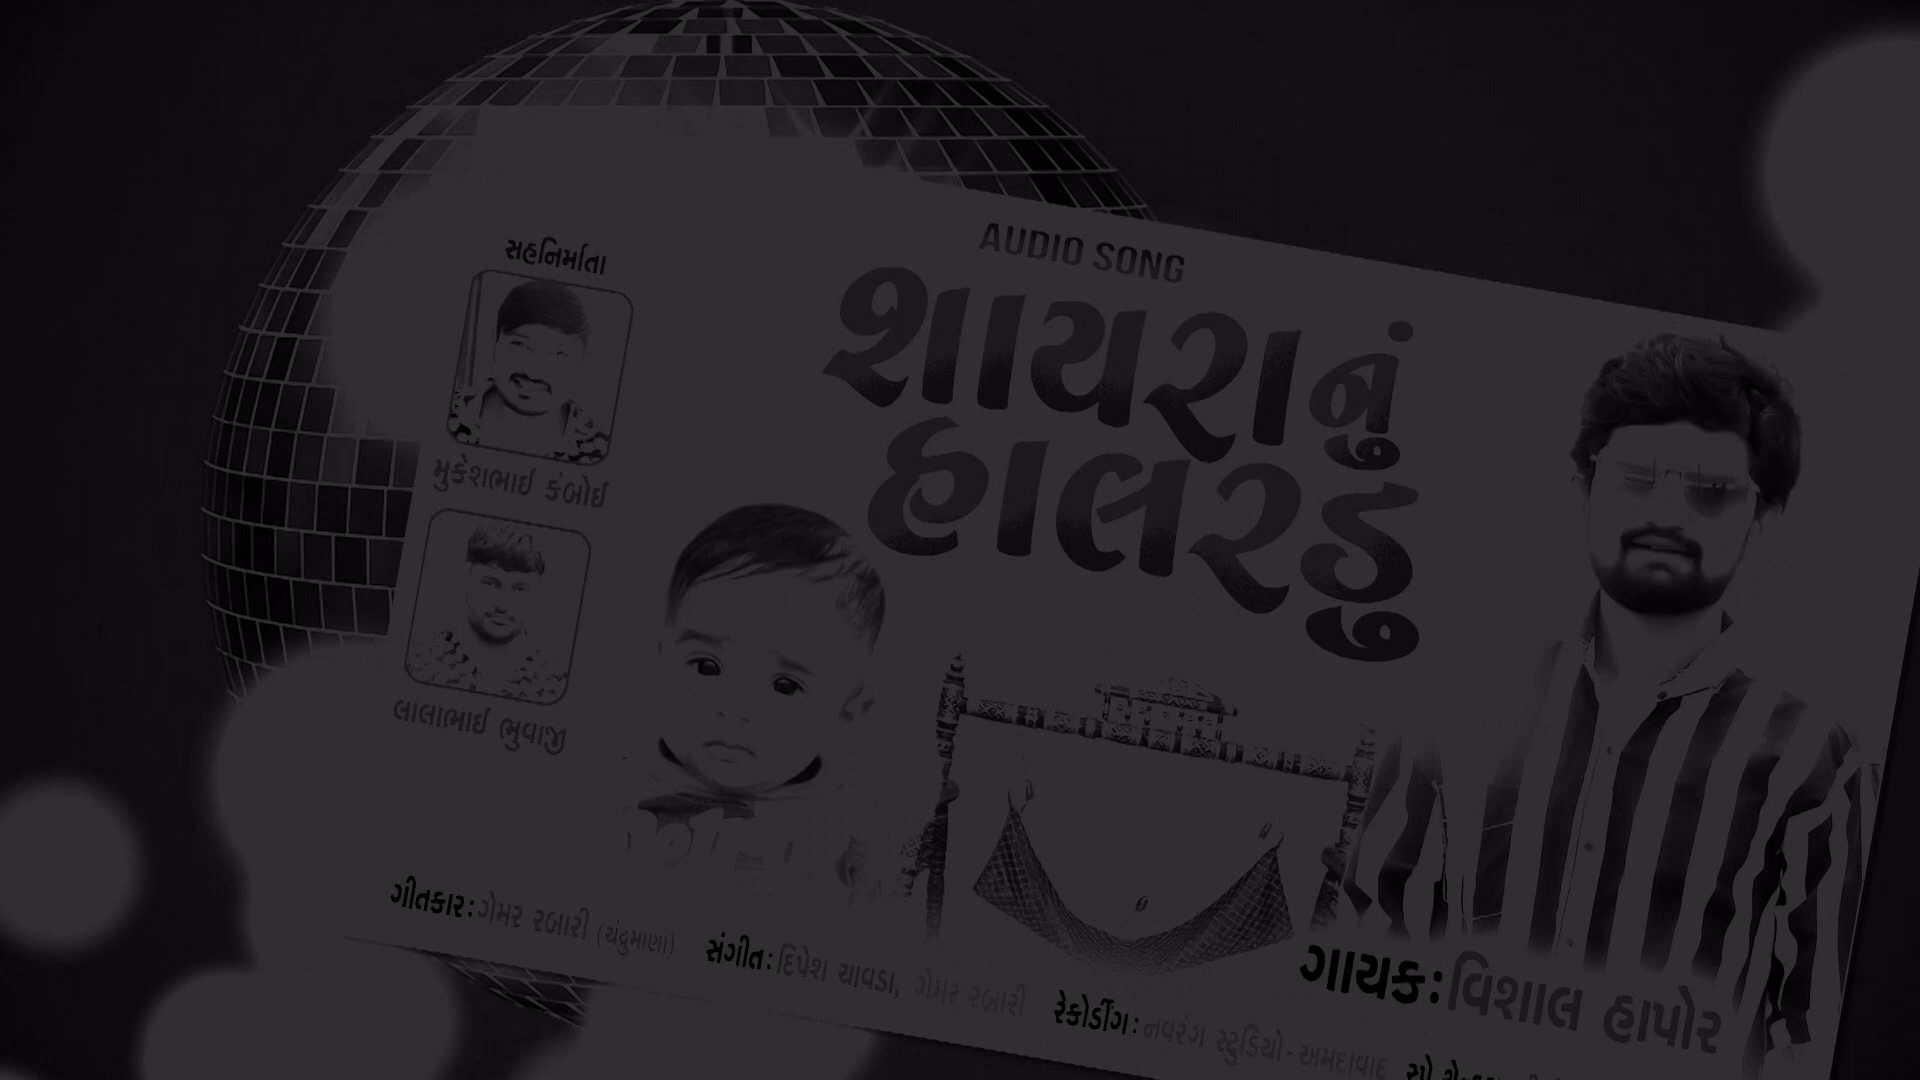 AUDIO SONG
શાયરા નું
હાલરડું
સહનિર્માતા
મુકેશભાઈ કંબોઈ
લાલાભાઈ ભુવાજી
ગીતકાર: ગેમર રબારી (ચંદ્રુમાણા) સંગીત: દિપેશ ચાવડા, ગેમર રબારી રેકોર્ડીંગ: નવરંગ સ્ટુડિયો - અમદાવાદ
ગાયક: વિશાલ હાપોર